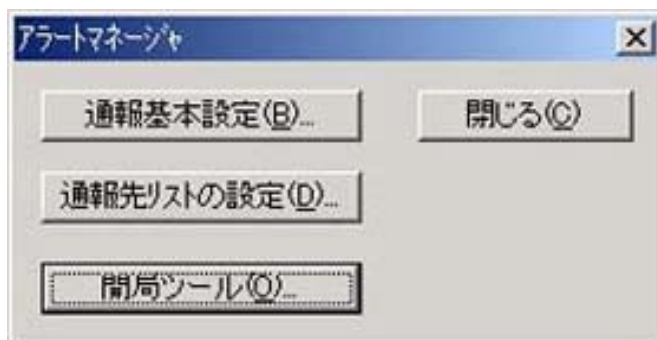 アラートマネージャ
通報基本設定(B)...
閉じる(C)
通報先リストの設定(D)...
開局ツール(O)...